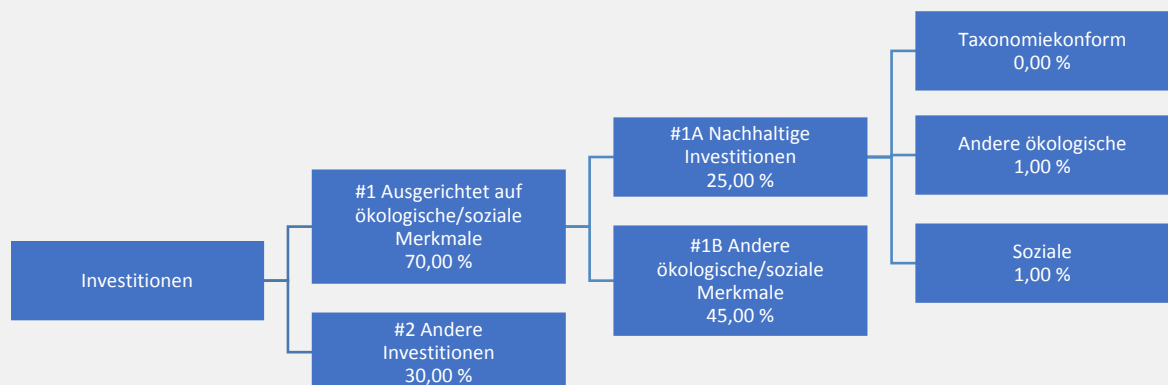 Investitionen
#1 Ausgerichtet auf
ökologische/soziale
Merkmale
70,00 %
#2 Andere
Investitionen
30,00 %
#1A Nachhaltige
Investitionen
25,00 %
#1B Andere
ökologische/soziale
Merkmale
45,00 %
Taxonomiekonform
0,00 %
Andere ökologische
1,00 %
Soziale
1,00 %